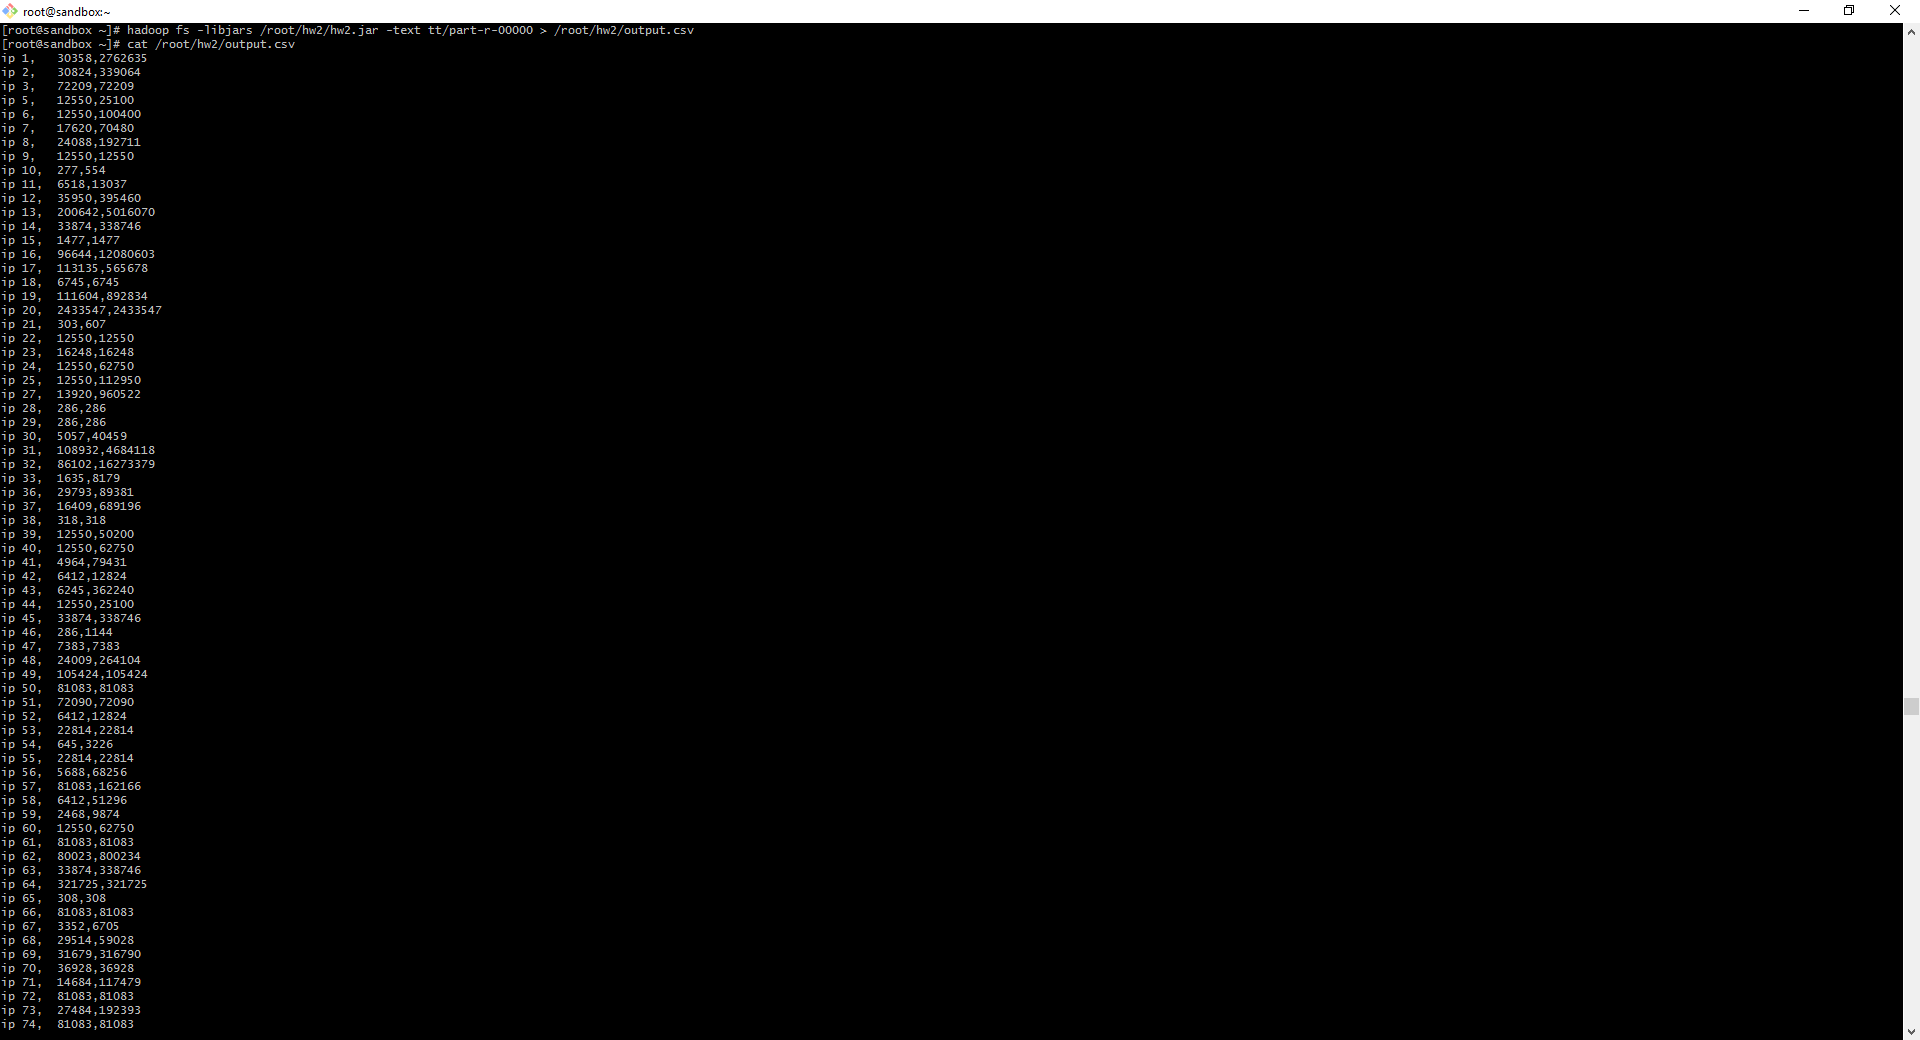 root@sandbox:~
[root@sandbox ~]# hadoop fs -libjars /root/hw2/hw2.jar -text tt/part-r-00000 > /root/hw2/output.csv
[root@sandbox ~]# cat /root/hw2/output.csv
ip 1,   30358,2762635
ip 2,   30824,339064
ip 3,   72209,72209
ip 5,   12550,25100
ip 6,   12550,100400
ip 7,   17620,70480
ip 8,   24088,192711
ip 9,   12550,12550
ip 10,  277,554
ip 11,  6518,13037
ip 12,  35950,395460
ip 13,  200642,5016070
ip 14,  33874,338746
ip 15,  1477,1477
ip 16,  96644,12080603
ip 17,  113135,565678
ip 18,  6745,6745
ip 19,  111604,892834
ip 20,  2433547,2433547
ip 21,  303,607
ip 22,  12550,12550
ip 23,  16248,16248
ip 24,  12550,62750
ip 25,  12550,112950
ip 27,  13920,960522
ip 28,  286,286
ip 29,  286,286
ip 30,  5057,40459
ip 31,  108932,4684118
ip 32,  86102,16273379
ip 33,  1635,8179
ip 36,  29793,89381
ip 37,  16409,689196
ip 38,  318,318
ip 39,  12550,50200
ip 40,  12550,62750
ip 41,  4964,79431
ip 42,  6412,12824
ip 43,  6245,362240
ip 44,  12550,25100
ip 45,  33874,338746
ip 46,  286,1144
ip 47,  7383,7383
ip 48,  24009,264104
ip 49,  105424,105424
ip 50,  81083,81083
ip 51,  72090,72090
ip 52,  6412,12824
ip 53,  22814,22814
ip 54,  645,3226
ip 55,  22814,22814
ip 56,  5688,68256
ip 57,  81083,162166
ip 58,  6412,51296
ip 59,  2468,9874
ip 60,  12550,62750
ip 61,  81083,81083
ip 62,  80023,800234
ip 63,  33874,338746
ip 64,  321725,321725
ip 65,  308,308
ip 66,  81083,81083
ip 67,  3352,6705
ip 68,  29514,59028
ip 69,  31679,316790
ip 70,  36928,36928
ip 71,  14684,117479
ip 72,  81083,81083
ip 73,  27484,192393
ip 74,  81083,81083